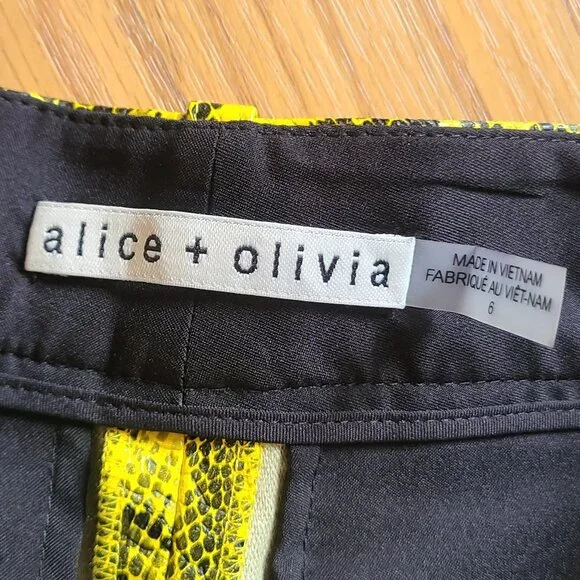 alice + olivia
MADE IN VIETNAM
FABRIQUÉ AU VIÊT-NAM
6